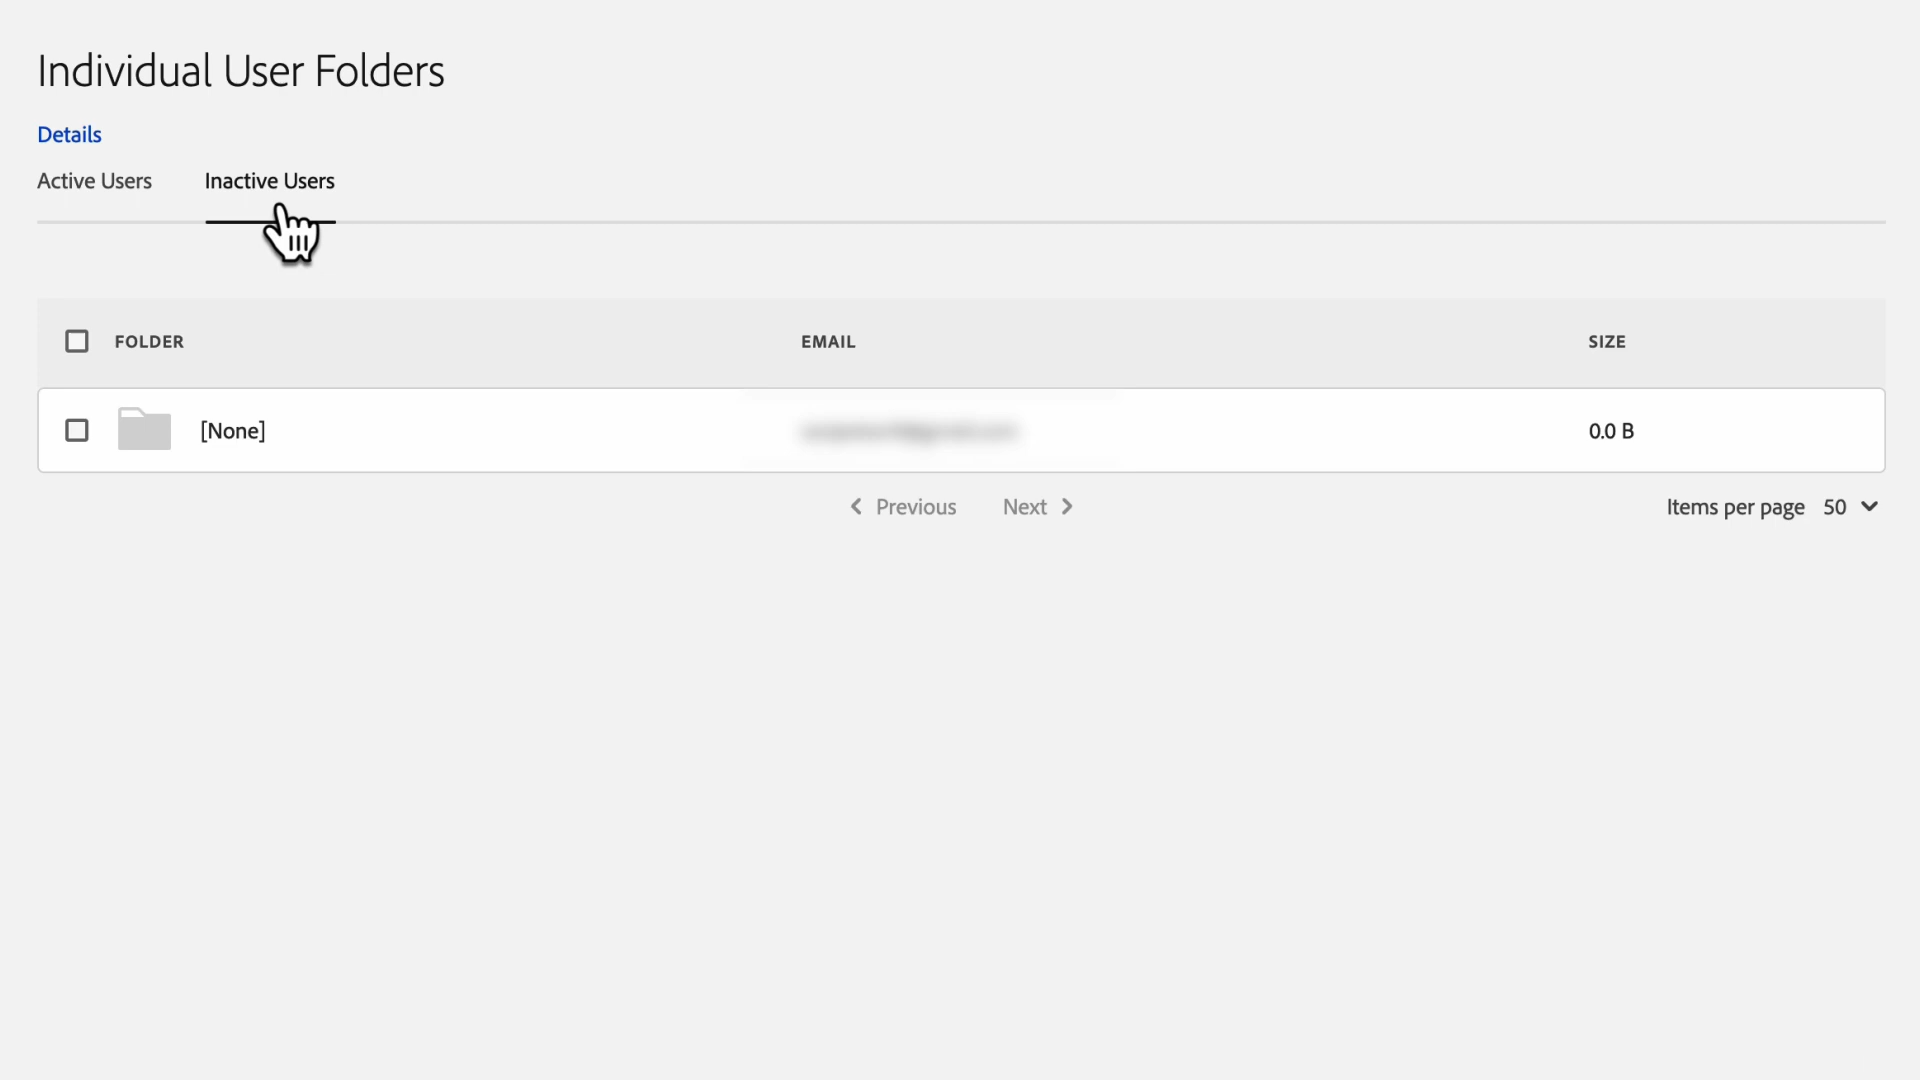 Individual User Folders
Details
Active Users Inactive Users
FOLDER EMAIL SIZE
[None] 0.0 B
Previous Next Items per page 50